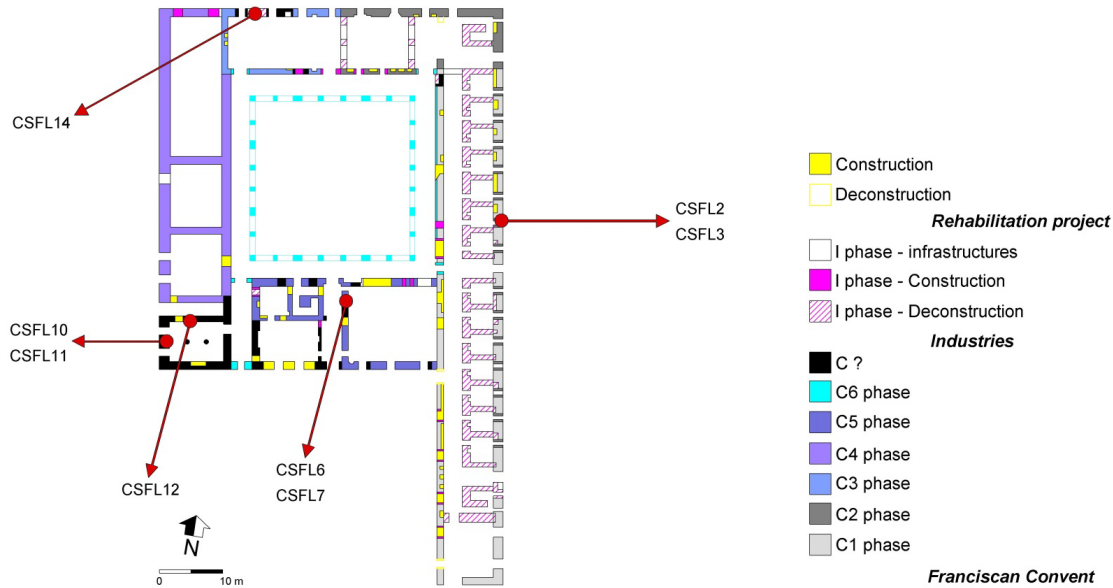 CSFL14
CSFL2
CSFL3
CSFL10
CSFL11
CSFL12
CSFL6
CSFL7
N
0 10 m
Construction
Deconstruction
Rehabilitation project
I phase - infrastructures
I phase - Construction
I phase - Deconstruction
Industries
C ?
C6 phase
C5 phase
C4 phase
C3 phase
C2 phase
C1 phase
Franciscan Convent